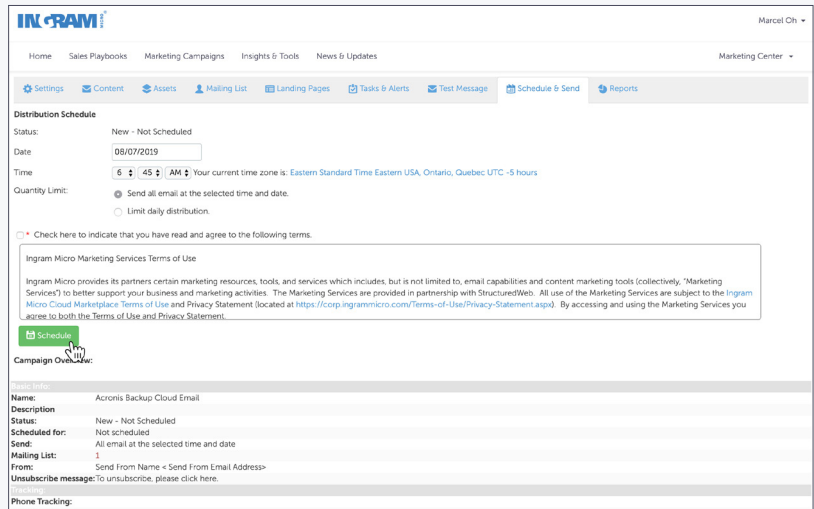 INGRAM MICRO
Marcel Oh
Home Sales Playbooks Marketing Campaigns Insights & Tools News & Updates Marketing Center
Settings Content Assets Mailing List Landing Pages Tasks & Alerts Test Message Schedule & Send Reports
Distribution Schedule
Status: New - Not Scheduled
Date 08/07/2019
Time 6 45 AM Your current time zone is: Eastern Standard Time Eastern USA, Ontario, Quebec UTC -5 hours
Quantity Limit: Send all email at the selected time and date.
Limit daily distribution.
* Check here to indicate that you have read and agree to the following terms.
Ingram Micro Marketing Services Terms of Use
Ingram Micro provides its partners certain marketing resources, tools, and services which includes, but is not limited to, email capabilities and content marketing tools (collectively, "Marketing
Services") to better support your business and marketing activities. The Marketing Services are provided in partnership with StructuredWeb. All use of the Marketing Services are subject to the Ingram
Micro Cloud Marketplace Terms of Use and Privacy Statement (located at https://corp.ingrammicro.com/Terms-of-Use/Privacy-Statement.aspx). By accessing and using the Marketing Services you
agree to both the Terms of Use and Privacy Statement.
Schedule
Campaign Overview:
Basic Info:
Name: Acronis Backup Cloud Email
Description
Status: New - Not Scheduled
Scheduled for: Not scheduled
Send: All email at the selected time and date
Mailing List: 1
From: Send From Name < Send From Email Address>
Unsubscribe message: To unsubscribe, please click here.
Tracking
Phone Tracking: